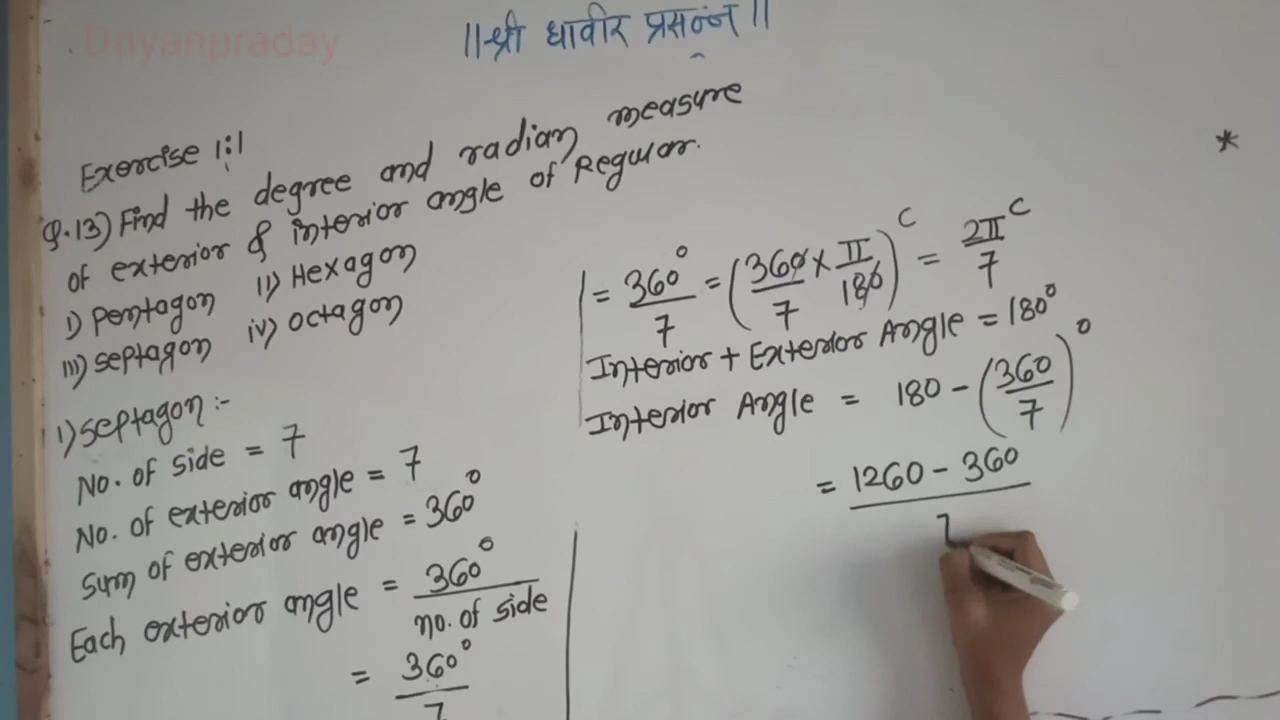 Dnyanpraday
||श्री धावीर प्रसन्न||
Exercise 1:1
Q.13) Find the degree and radian measure
of exterior & interior angle of Regular.
i) Pentagon ii) Hexagon
iii) septagon iv) octagon
1) septagon :-
No. of side = 7
No. of exterior angle = 7
Sum of exterior angle = 360°
Each exterior angle = 360° / no. of side
= 360° / 7
= 360° / 7 = (360 / 7 × π / 180)ᶜ = 2π / 7 ᶜ
Interior + Exterior Angle = 180°
Interior Angle = 180 - (360 / 7)°
= 1260 - 360 / 7
*